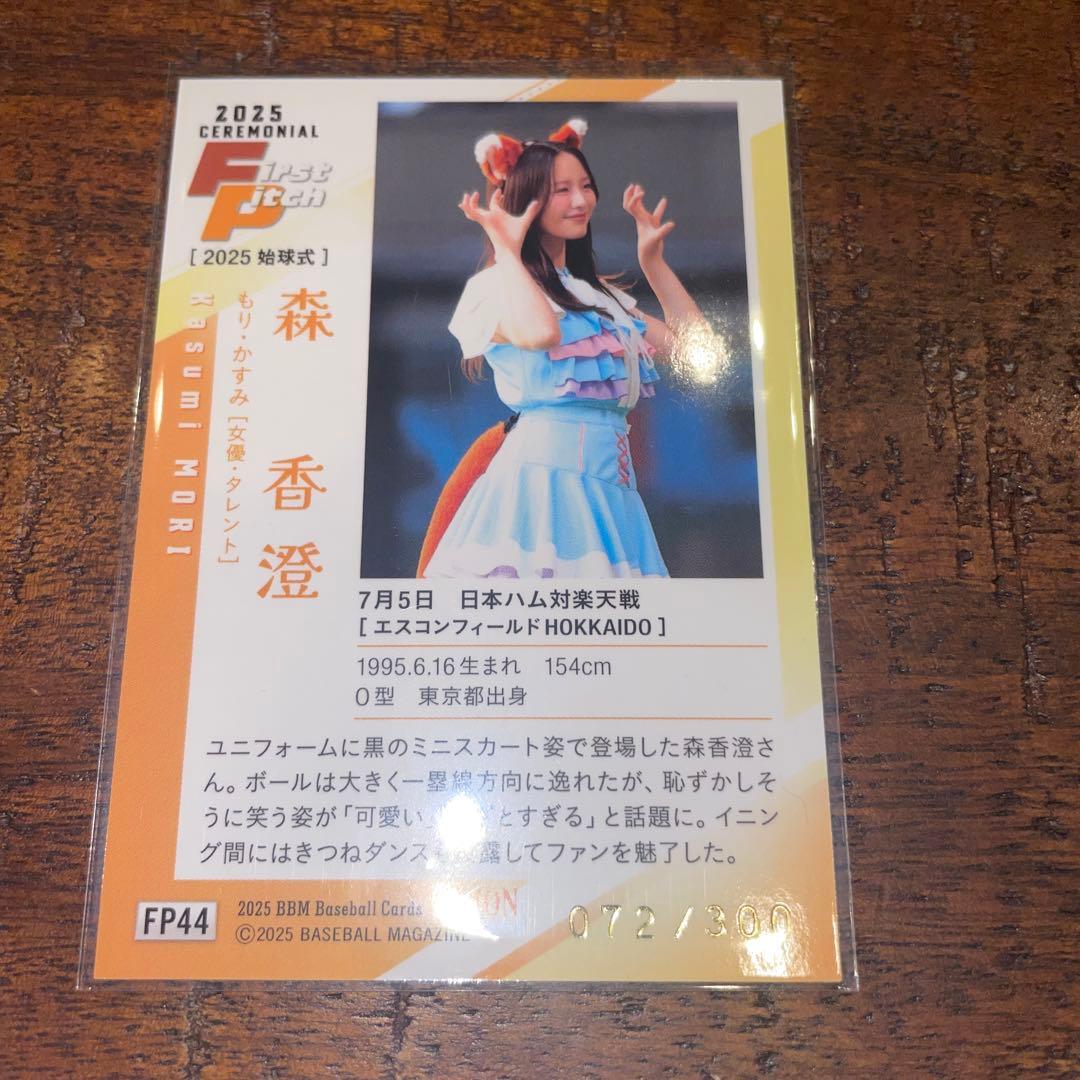 2025
CEREMONIAL
First
Pitch
[ 2025 始球式 ]
森 香澄
もり・かすみ [女優・タレント]
Kasumi MORI
7月5日 日本ハム対楽天戦
[ エスコンフィールドHOKKAIDO ]
1995.6.16生まれ 154cm
O型 東京都出身
ユニフォームに黒のミニスカート姿で登場した森香澄さ
ん。ボールは大きく一塁線方向に逸れたが、恥ずかしそ
うに笑う姿が「可愛い とすぎる」と話題に。イニン
グ間にはきつねダンス 露してファンを魅了した。
FP44
2025 BBM Baseball Cards
©2025 BASEBALL MAGAZINE
072/300